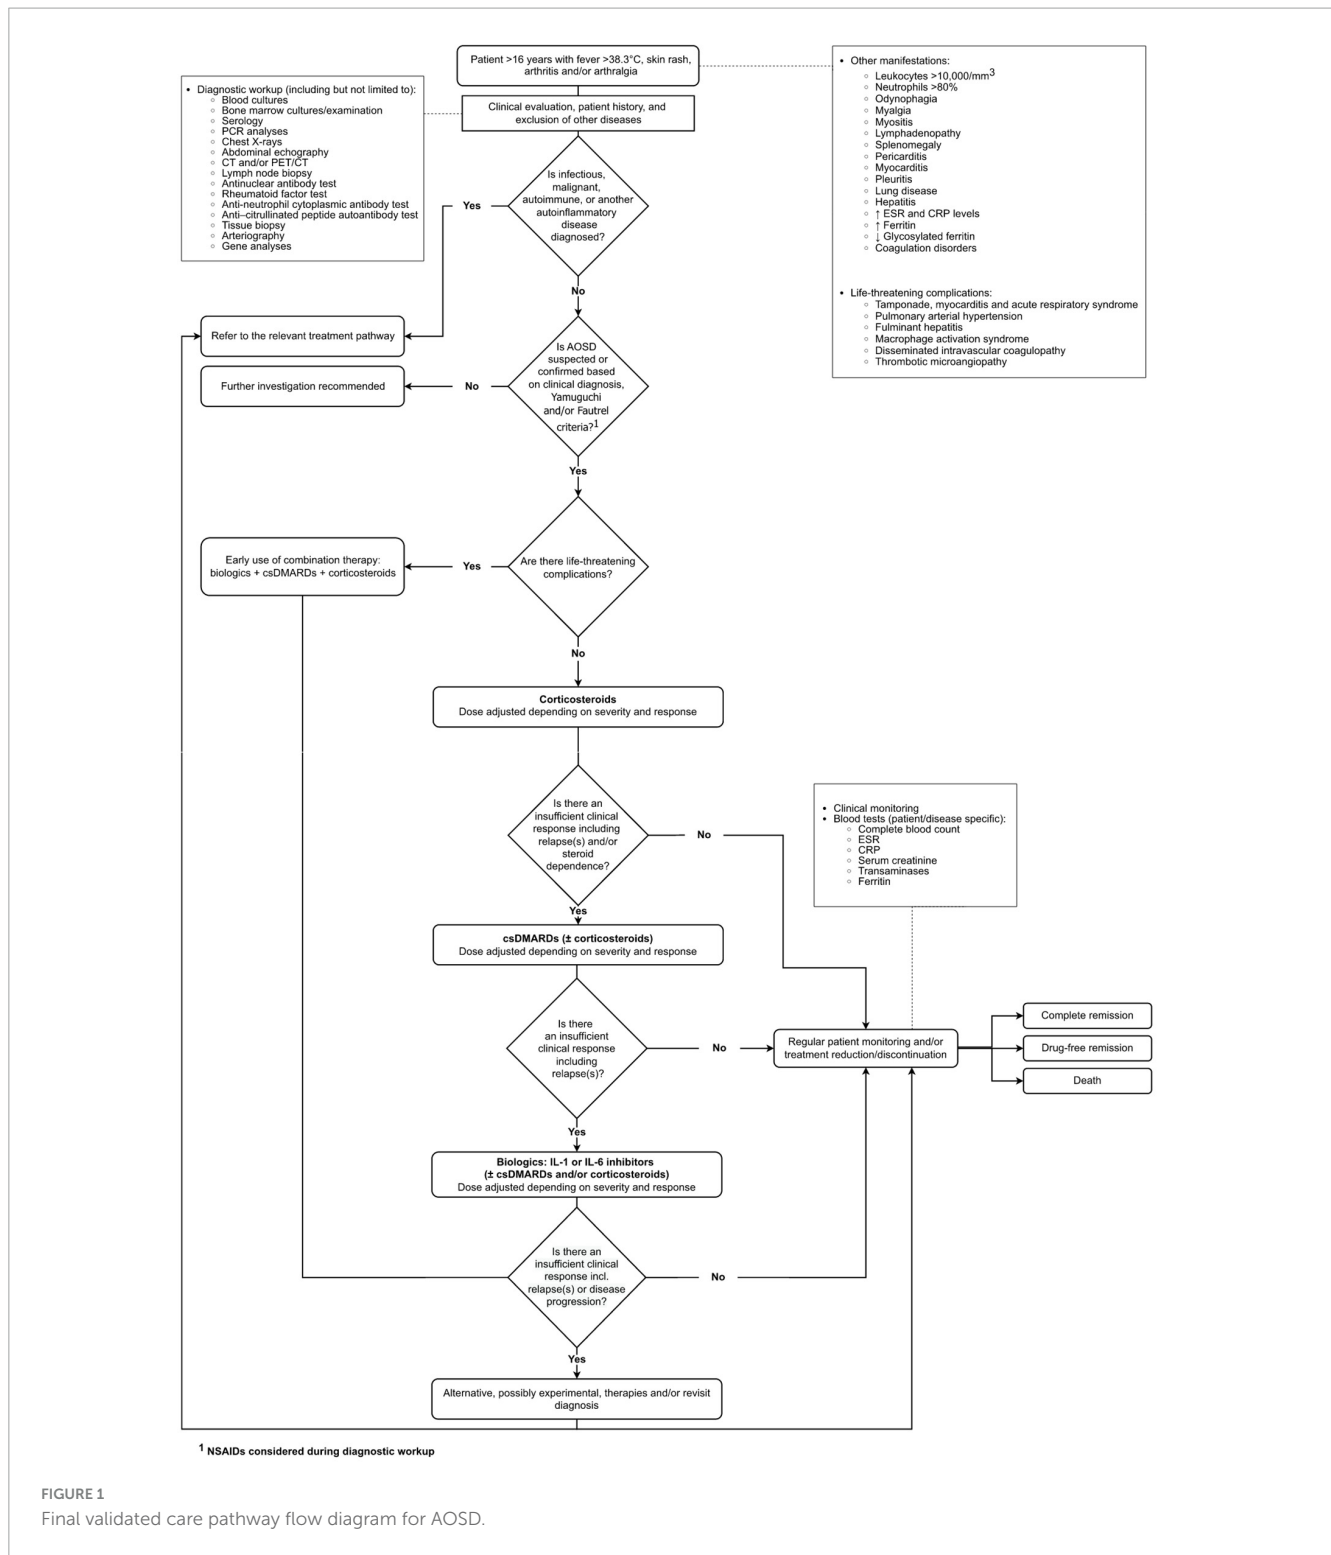 Patient >16 years with fever >38.3°C, skin rash,
arthritis and/or arthralgia
Clinical evaluation, patient history, and
exclusion of other diseases
• Diagnostic workup (including but not limited to):
○ Blood cultures
○ Bone marrow cultures/examination
○ Serology
○ PCR analyses
○ Chest X-rays
○ Abdominal echography
○ CT and/or PET/CT
○ Lymph node biopsy
○ Antinuclear antibody test
○ Rheumatoid factor test
○ Anti-neutrophil cytoplasmic antibody test
○ Anti–citrullinated peptide autoantibody test
○ Tissue biopsy
○ Arteriography
○ Gene analyses
• Other manifestations:
○ Leukocytes >10,000/mm3
○ Neutrophils >80%
○ Odynophagia
○ Myalgia
○ Myositis
○ Lymphadenopathy
○ Splenomegaly
○ Pericarditis
○ Myocarditis
○ Pleuritis
○ Lung disease
○ Hepatitis
○ ↑ ESR and CRP levels
○ ↑ Ferritin
○ ↓ Glycosylated ferritin
○ Coagulation disorders
• Life-threatening complications:
○ Tamponade, myocarditis and acute respiratory syndrome
○ Pulmonary arterial hypertension
○ Fulminant hepatitis
○ Macrophage activation syndrome
○ Disseminated intravascular coagulopathy
○ Thrombotic microangiopathy
Is infectious,
malignant,
autoimmune, or another
autoinflammatory
disease
diagnosed?
Yes
No
Refer to the relevant treatment pathway
Is AOSD
suspected or
confirmed based
on clinical diagnosis,
Yamuguchi
and/or Fautrel
criteria?1
No
Further investigation recommended
Yes
Are there life-threatening
complications?
Yes
Early use of combination therapy:
biologics + csDMARDs + corticosteroids
No
Corticosteroids
Dose adjusted depending on severity and response
Is there an
insufficient clinical
response including
relapse(s) and/or
steroid
dependence?
No
Yes
• Clinical monitoring
• Blood tests (patient/disease specific):
○ Complete blood count
○ ESR
○ CRP
○ Serum creatinine
○ Transaminases
○ Ferritin
csDMARDs (± corticosteroids)
Dose adjusted depending on severity and response
Is there
an insufficient
clinical response
including
relapse(s)?
No
Regular patient monitoring and/or
treatment reduction/discontinuation
Complete remission
Drug-free remission
Death
Yes
Biologics: IL-1 or IL-6 inhibitors
(± csDMARDs and/or corticosteroids)
Dose adjusted depending on severity and response
Is there an
insufficient clinical
response incl.
relapse(s) or disease
progression?
No
Yes
Alternative, possibly experimental, therapies and/or revisit
diagnosis
1 NSAIDs considered during diagnostic workup
FIGURE 1
Final validated care pathway flow diagram for AOSD.